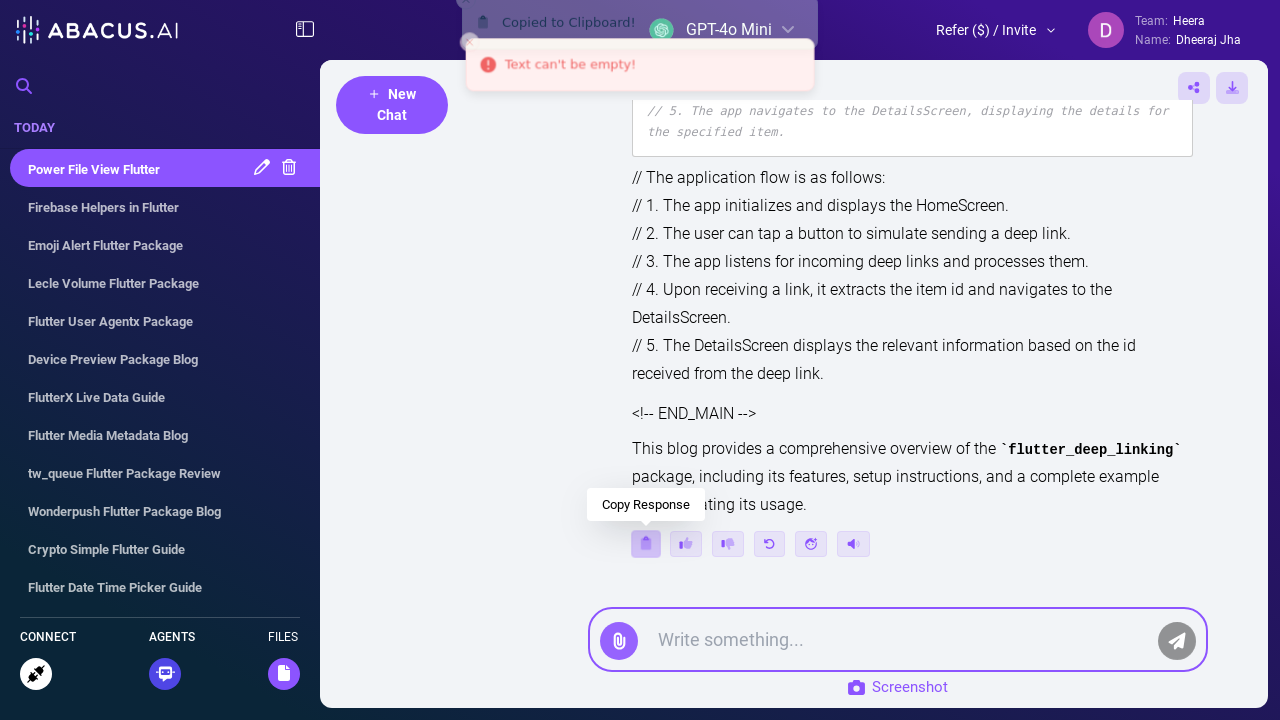 ABACUS.AI
Copied to Clipboard!
GPT-4o Mini
Text can't be empty!
Refer ($) / Invite
D
Team: Heera
Name: Dheeraj Jha
TODAY
Power File View Flutter
Firebase Helpers in Flutter
Emoji Alert Flutter Package
Lecle Volume Flutter Package
Flutter User Agentx Package
Device Preview Package Blog
FlutterX Live Data Guide
Flutter Media Metadata Blog
tw_queue Flutter Package Review
Wonderpush Flutter Package Blog
Crypto Simple Flutter Guide
Flutter Date Time Picker Guide
CONNECT
AGENTS
FILES
+ New
Chat
// 5. The app navigates to the DetailsScreen, displaying the details for
the specified item.
// The application flow is as follows:
// 1. The app initializes and displays the HomeScreen.
// 2. The user can tap a button to simulate sending a deep link.
// 3. The app listens for incoming deep links and processes them.
// 4. Upon receiving a link, it extracts the item id and navigates to the
DetailsScreen.
// 5. The DetailsScreen displays the relevant information based on the id
received from the deep link.
<!-- END_MAIN -->
This blog provides a comprehensive overview of the `flutter_deep_linking`
package, including its features, setup instructions, and a complete example
ating its usage.
Copy Response
Write something...
Screenshot